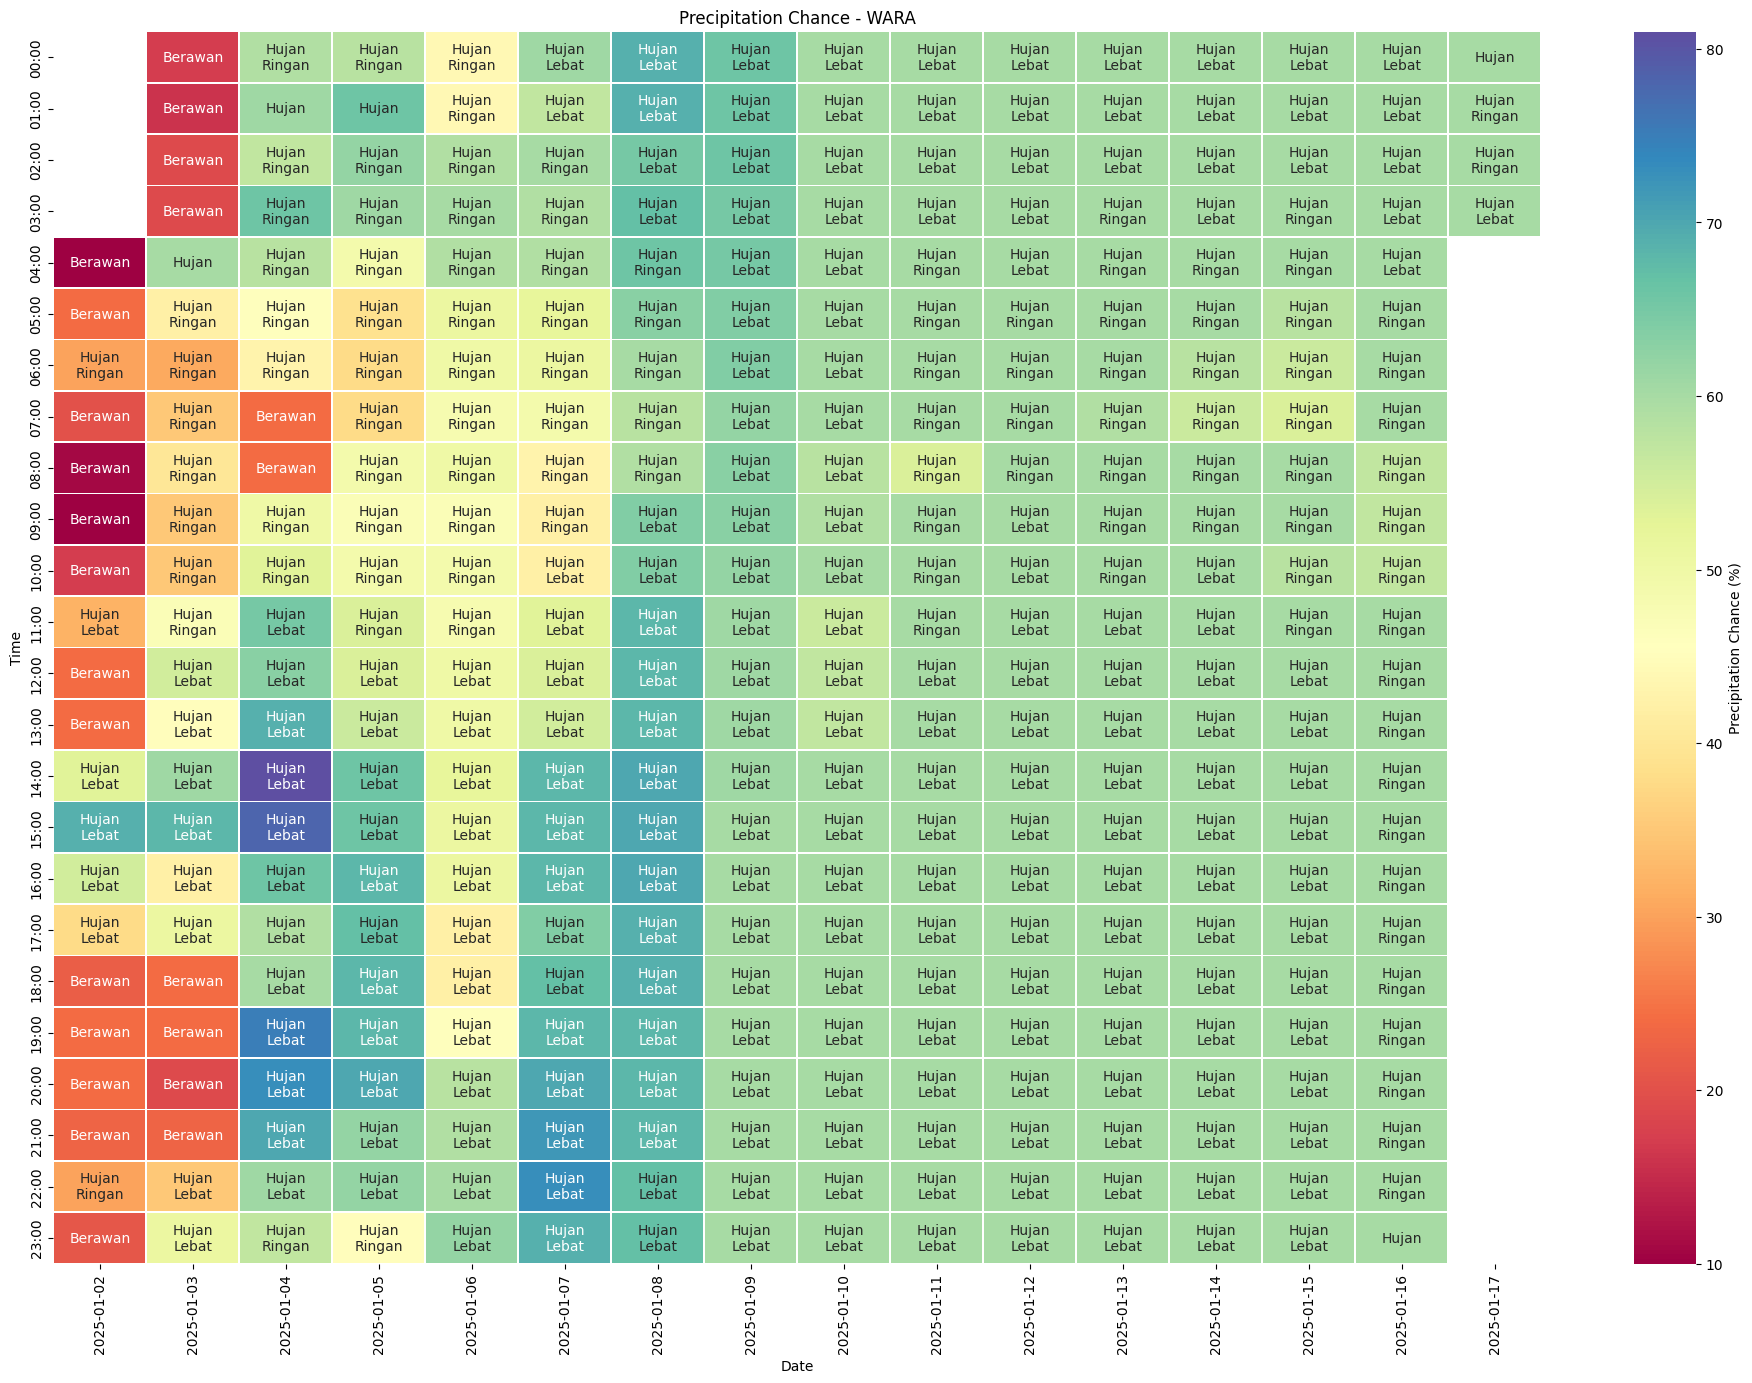 Precipitation Chance - WARA
00:00 Berawan Hujan Ringan Hujan Ringan Hujan Ringan Hujan Lebat Hujan Lebat Hujan Lebat Hujan Lebat Hujan Lebat Hujan Lebat Hujan Lebat Hujan Lebat Hujan Lebat Hujan Lebat Hujan
01:00 Berawan Hujan Hujan Hujan Ringan Hujan Lebat Hujan Lebat Hujan Lebat Hujan Lebat Hujan Lebat Hujan Lebat Hujan Lebat Hujan Lebat Hujan Lebat Hujan Lebat Hujan Ringan
02:00 Berawan Hujan Ringan Hujan Ringan Hujan Ringan Hujan Ringan Hujan Lebat Hujan Lebat Hujan Lebat Hujan Lebat Hujan Lebat Hujan Lebat Hujan Lebat Hujan Lebat Hujan Lebat Hujan Ringan
03:00 Berawan Hujan Ringan Hujan Ringan Hujan Ringan Hujan Ringan Hujan Lebat Hujan Lebat Hujan Lebat Hujan Lebat Hujan Lebat Hujan Ringan Hujan Lebat Hujan Ringan Hujan Lebat Hujan Lebat
04:00 Berawan Hujan Hujan Ringan Hujan Ringan Hujan Ringan Hujan Ringan Hujan Ringan Hujan Lebat Hujan Lebat Hujan Ringan Hujan Lebat Hujan Ringan Hujan Ringan Hujan Ringan Hujan Lebat
05:00 Berawan Hujan Ringan Hujan Ringan Hujan Ringan Hujan Ringan Hujan Ringan Hujan Ringan Hujan Lebat Hujan Lebat Hujan Ringan Hujan Ringan Hujan Ringan Hujan Ringan Hujan Ringan Hujan Ringan
06:00 Hujan Ringan Hujan Ringan Hujan Ringan Hujan Ringan Hujan Ringan Hujan Ringan Hujan Ringan Hujan Lebat Hujan Lebat Hujan Ringan Hujan Ringan Hujan Ringan Hujan Ringan Hujan Ringan Hujan Ringan
07:00 Berawan Hujan Ringan Berawan Hujan Ringan Hujan Ringan Hujan Ringan Hujan Ringan Hujan Lebat Hujan Lebat Hujan Ringan Hujan Ringan Hujan Ringan Hujan Ringan Hujan Ringan Hujan Ringan
08:00 Berawan Hujan Ringan Berawan Hujan Ringan Hujan Ringan Hujan Ringan Hujan Ringan Hujan Lebat Hujan Lebat Hujan Ringan Hujan Ringan Hujan Ringan Hujan Ringan Hujan Ringan Hujan Ringan
09:00 Berawan Hujan Ringan Hujan Ringan Hujan Ringan Hujan Ringan Hujan Ringan Hujan Lebat Hujan Lebat Hujan Lebat Hujan Ringan Hujan Lebat Hujan Ringan Hujan Ringan Hujan Ringan Hujan Ringan
10:00 Berawan Hujan Ringan Hujan Ringan Hujan Ringan Hujan Ringan Hujan Lebat Hujan Lebat Hujan Lebat Hujan Lebat Hujan Ringan Hujan Lebat Hujan Ringan Hujan Lebat Hujan Ringan Hujan Ringan
11:00 Hujan Lebat Hujan Ringan Hujan Lebat Hujan Ringan Hujan Ringan Hujan Lebat Hujan Lebat Hujan Lebat Hujan Lebat Hujan Ringan Hujan Lebat Hujan Lebat Hujan Lebat Hujan Ringan Hujan Ringan
12:00 Berawan Hujan Lebat Hujan Lebat Hujan Lebat Hujan Lebat Hujan Lebat Hujan Lebat Hujan Lebat Hujan Lebat Hujan Lebat Hujan Lebat Hujan Lebat Hujan Lebat Hujan Lebat Hujan Ringan
13:00 Berawan Hujan Lebat Hujan Lebat Hujan Lebat Hujan Lebat Hujan Lebat Hujan Lebat Hujan Lebat Hujan Lebat Hujan Lebat Hujan Lebat Hujan Lebat Hujan Lebat Hujan Lebat Hujan Ringan
14:00 Hujan Lebat Hujan Lebat Hujan Lebat Hujan Lebat Hujan Lebat Hujan Lebat Hujan Lebat Hujan Lebat Hujan Lebat Hujan Lebat Hujan Lebat Hujan Lebat Hujan Lebat Hujan Lebat Hujan Ringan
15:00 Hujan Lebat Hujan Lebat Hujan Lebat Hujan Lebat Hujan Lebat Hujan Lebat Hujan Lebat Hujan Lebat Hujan Lebat Hujan Lebat Hujan Lebat Hujan Lebat Hujan Lebat Hujan Lebat Hujan Ringan
16:00 Hujan Lebat Hujan Lebat Hujan Lebat Hujan Lebat Hujan Lebat Hujan Lebat Hujan Lebat Hujan Lebat Hujan Lebat Hujan Lebat Hujan Lebat Hujan Lebat Hujan Lebat Hujan Lebat Hujan Ringan
17:00 Hujan Lebat Hujan Lebat Hujan Lebat Hujan Lebat Hujan Lebat Hujan Lebat Hujan Lebat Hujan Lebat Hujan Lebat Hujan Lebat Hujan Lebat Hujan Lebat Hujan Lebat Hujan Lebat Hujan Ringan
18:00 Berawan Berawan Hujan Lebat Hujan Lebat Hujan Lebat Hujan Lebat Hujan Lebat Hujan Lebat Hujan Lebat Hujan Lebat Hujan Lebat Hujan Lebat Hujan Lebat Hujan Lebat Hujan Ringan
19:00 Berawan Berawan Hujan Lebat Hujan Lebat Hujan Lebat Hujan Lebat Hujan Lebat Hujan Lebat Hujan Lebat Hujan Lebat Hujan Lebat Hujan Lebat Hujan Lebat Hujan Lebat Hujan Ringan
20:00 Berawan Berawan Hujan Lebat Hujan Lebat Hujan Lebat Hujan Lebat Hujan Lebat Hujan Lebat Hujan Lebat Hujan Lebat Hujan Lebat Hujan Lebat Hujan Lebat Hujan Lebat Hujan Ringan
21:00 Berawan Berawan Hujan Lebat Hujan Lebat Hujan Lebat Hujan Lebat Hujan Lebat Hujan Lebat Hujan Lebat Hujan Lebat Hujan Lebat Hujan Lebat Hujan Lebat Hujan Lebat Hujan Ringan
22:00 Hujan Ringan Hujan Lebat Hujan Lebat Hujan Lebat Hujan Lebat Hujan Lebat Hujan Lebat Hujan Lebat Hujan Lebat Hujan Lebat Hujan Lebat Hujan Lebat Hujan Lebat Hujan Lebat Hujan Ringan
23:00 Berawan Hujan Lebat Hujan Ringan Hujan Ringan Hujan Lebat Hujan Lebat Hujan Lebat Hujan Lebat Hujan Lebat Hujan Lebat Hujan Lebat Hujan Lebat Hujan Lebat Hujan Lebat Hujan
Time
2025-01-02 2025-01-03 2025-01-04 2025-01-05 2025-01-06 2025-01-07 2025-01-08 2025-01-09 2025-01-10 2025-01-11 2025-01-12 2025-01-13 2025-01-14 2025-01-15 2025-01-16 2025-01-17
Date
80
70
60
50
40
30
20
10
Precipitation Chance (%)